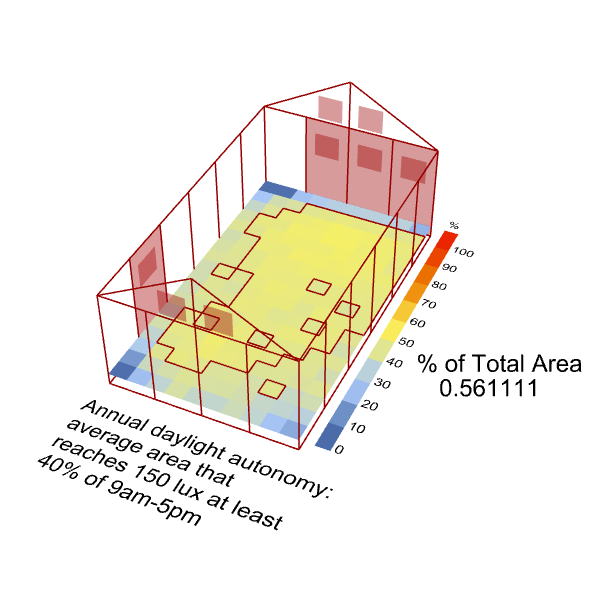 %
100
90
80
70
60
50
40
30
20
10
0
% of Total Area
0.561111
Annual daylight autonomy:
average area that
reaches 150 lux at least
40% of 9am-5pm